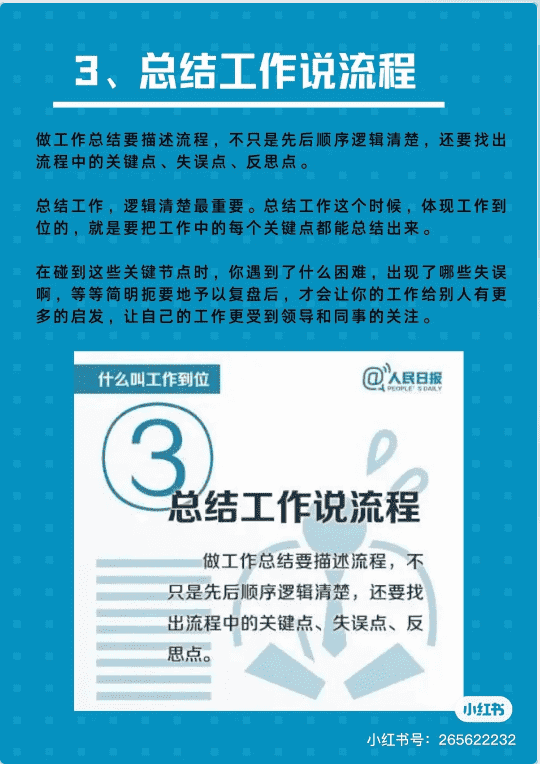 3、总结工作说流程
做工作总结要描述流程，不只是先后顺序逻辑清楚，还要找出
流程中的关键点、失误点、反思点。
总结工作，逻辑清楚最重要。总结工作这个时候，体现工作到
位的，就是要把工作中的每个关键点都能总结出来。
在碰到这些关键节点时，你遇到了什么困难，出现了哪些失误
啊，等等简明扼要地予以复盘后，才会让你的工作给别人有更
多的启发，让自己的工作更受到领导和同事的关注。
什么叫工作到位
@人民日报
PEOPLE'S DAILY
3
总结工作说流程
做工作总结要描述流程，不
只是先后顺序逻辑清楚，还要找
出流程中的关键点、失误点、反
思点。
小红书
小红书号：265622232